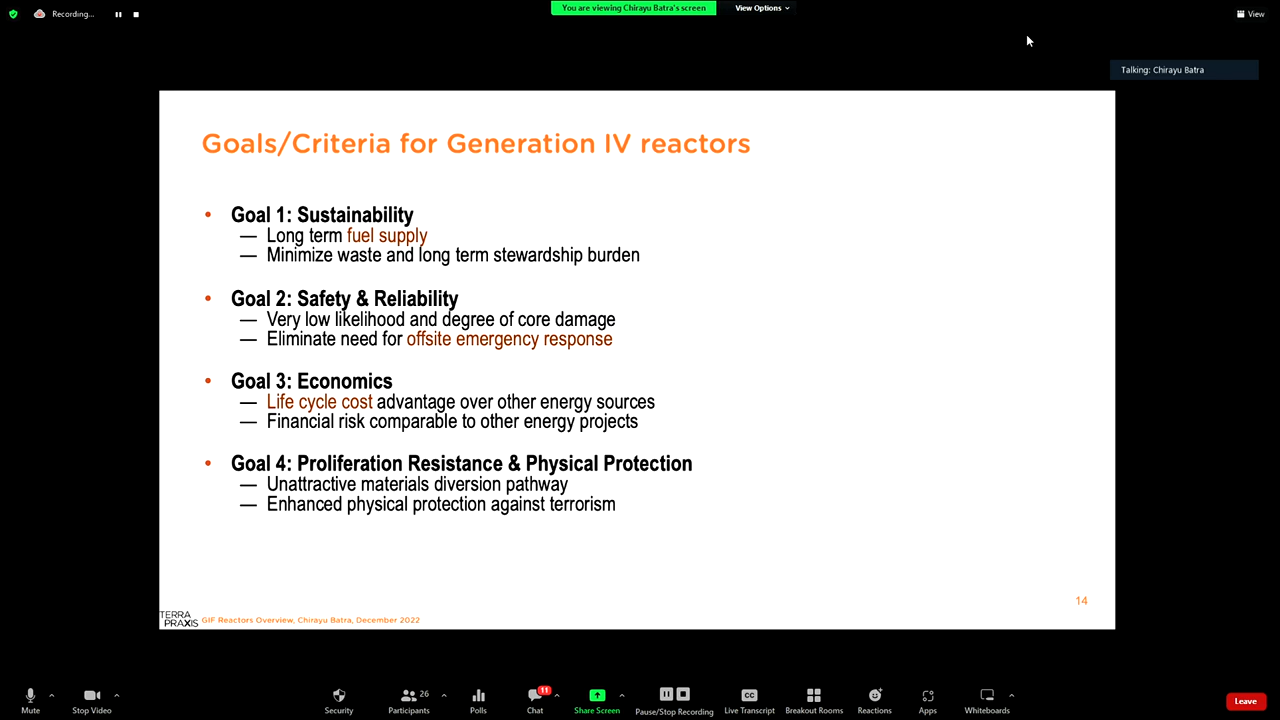 Recording...
You are viewing Chirayu Batra's screen
View Options
View
Talking: Chirayu Batra
Goals/Criteria for Generation IV reactors
• Goal 1: Sustainability
— Long term fuel supply
— Minimize waste and long term stewardship burden
• Goal 2: Safety & Reliability
— Very low likelihood and degree of core damage
— Eliminate need for offsite emergency response
• Goal 3: Economics
— Life cycle cost advantage over other energy sources
— Financial risk comparable to other energy projects
• Goal 4: Proliferation Resistance & Physical Protection
— Unattractive materials diversion pathway
— Enhanced physical protection against terrorism
14
TERRA
PRAXIS
GIF Reactors Overview, Chirayu Batra, December 2022
Mute
Stop Video
Security
26
Participants
Polls
11
Chat
Share Screen
Pause/Stop Recording
CC
Live Transcript
Breakout Rooms
Reactions
Apps
Whiteboards
Leave